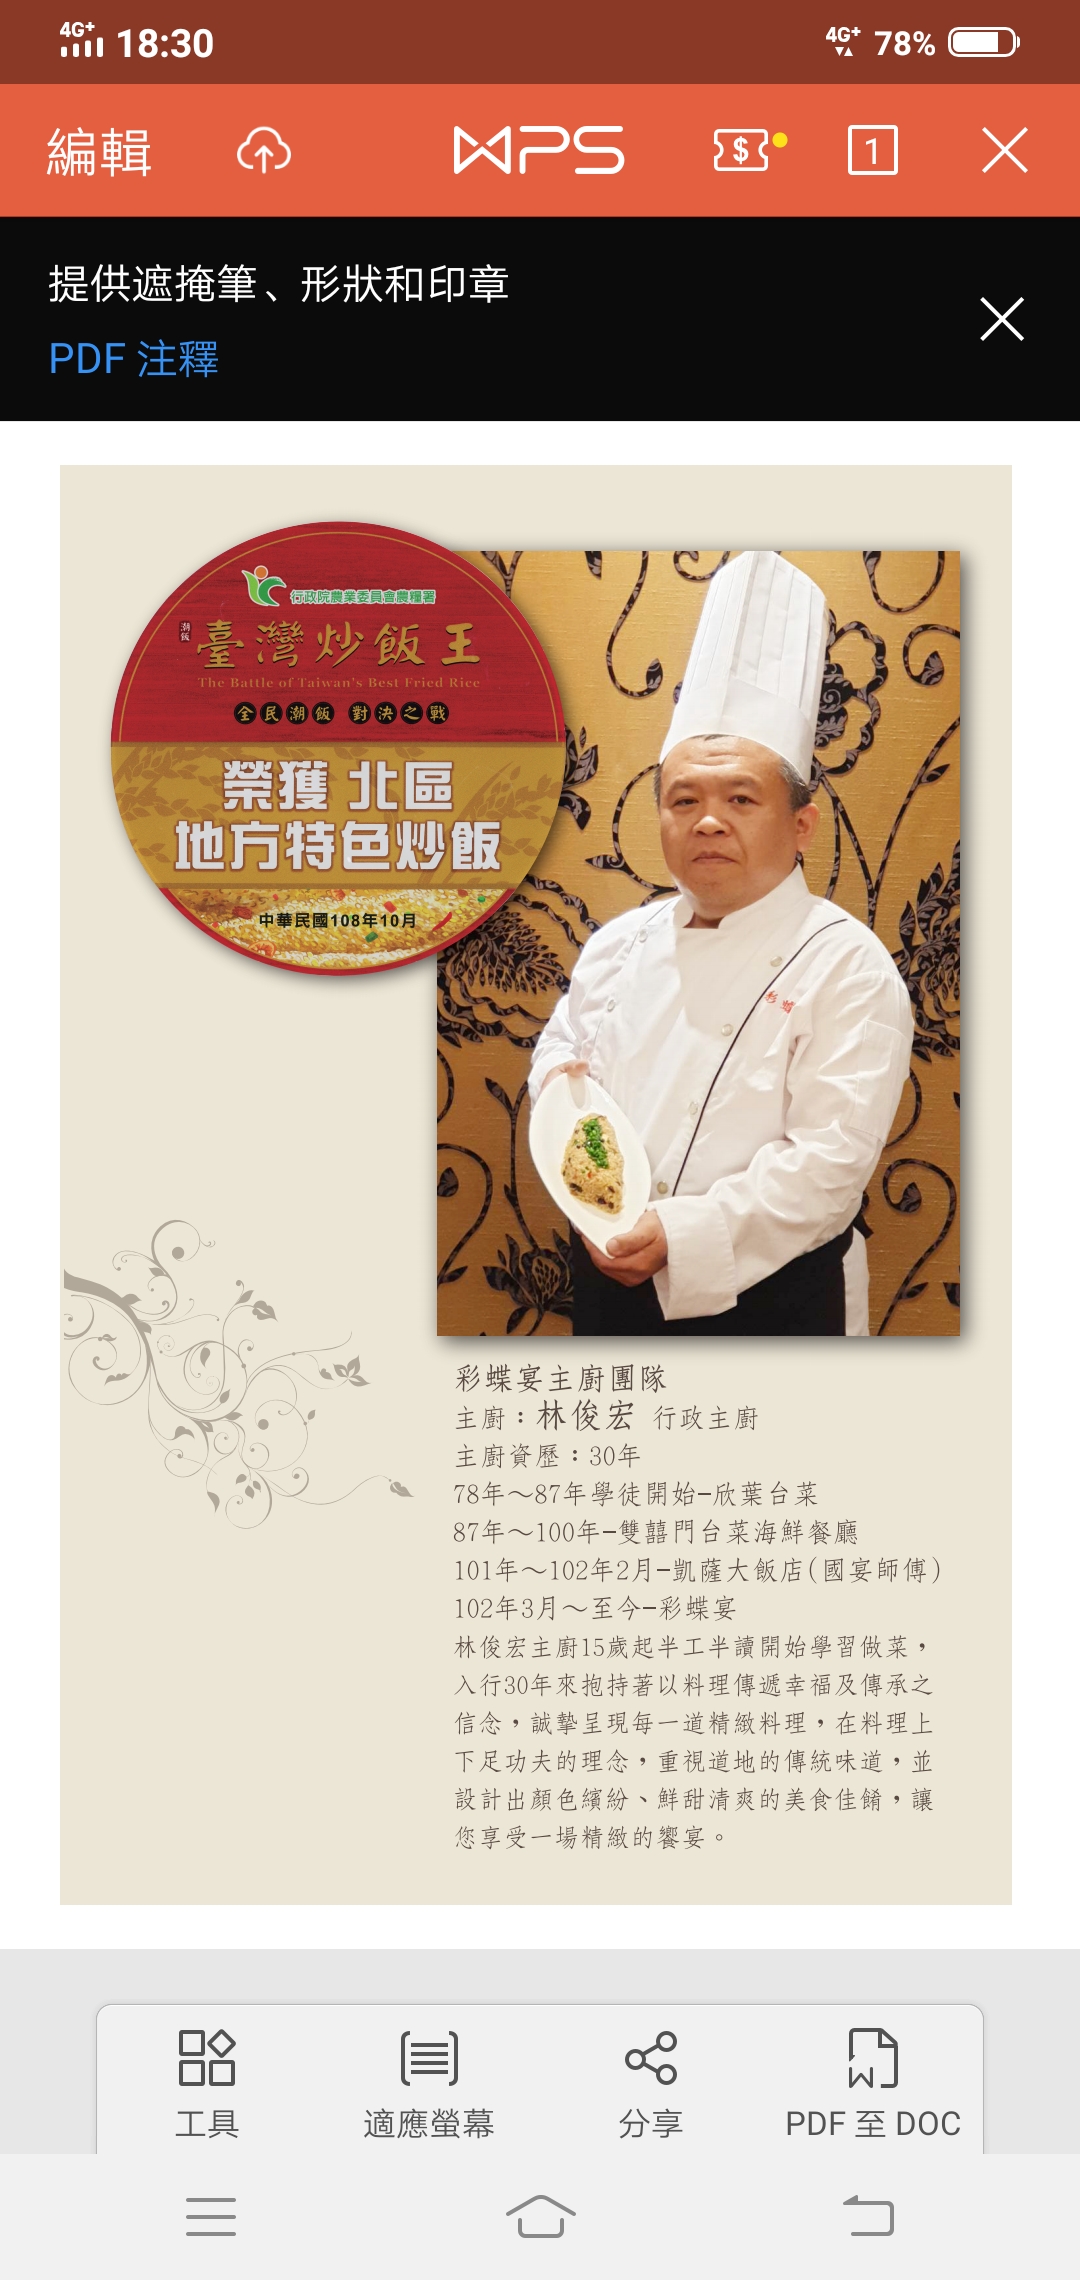 4G+ 18:30 4G+ 78%
編輯 WPS $ 1
提供遮掩筆、形狀和印章
PDF 注釋
行政院農業委員會農糧署
潮飯
臺灣炒飯王
The Battle of Taiwan's Best Fried Rice
全民潮飯 對決之戰
榮獲 北區
地方特色炒飯
中華民國108年10月
彩蝶
彩蝶宴主廚團隊
主廚：林俊宏 行政主廚
主廚資歷：30年
78年～87年學徒開始-欣葉台菜
87年～100年-雙囍門台菜海鮮餐廳
101年～102年2月-凱薩大飯店(國宴師傅)
102年3月～至今-彩蝶宴
林俊宏主廚15歲起半工半讀開始學習做菜，
入行30年來抱持著以料理傳遞幸福及傳承之
信念，誠摯呈現每一道精緻料理，在料理上
下足功夫的理念，重視道地的傳統味道，並
設計出顏色繽紛、鮮甜清爽的美食佳餚，讓
您享受一場精緻的饗宴。
工具 適應螢幕 分享 PDF 至 DOC